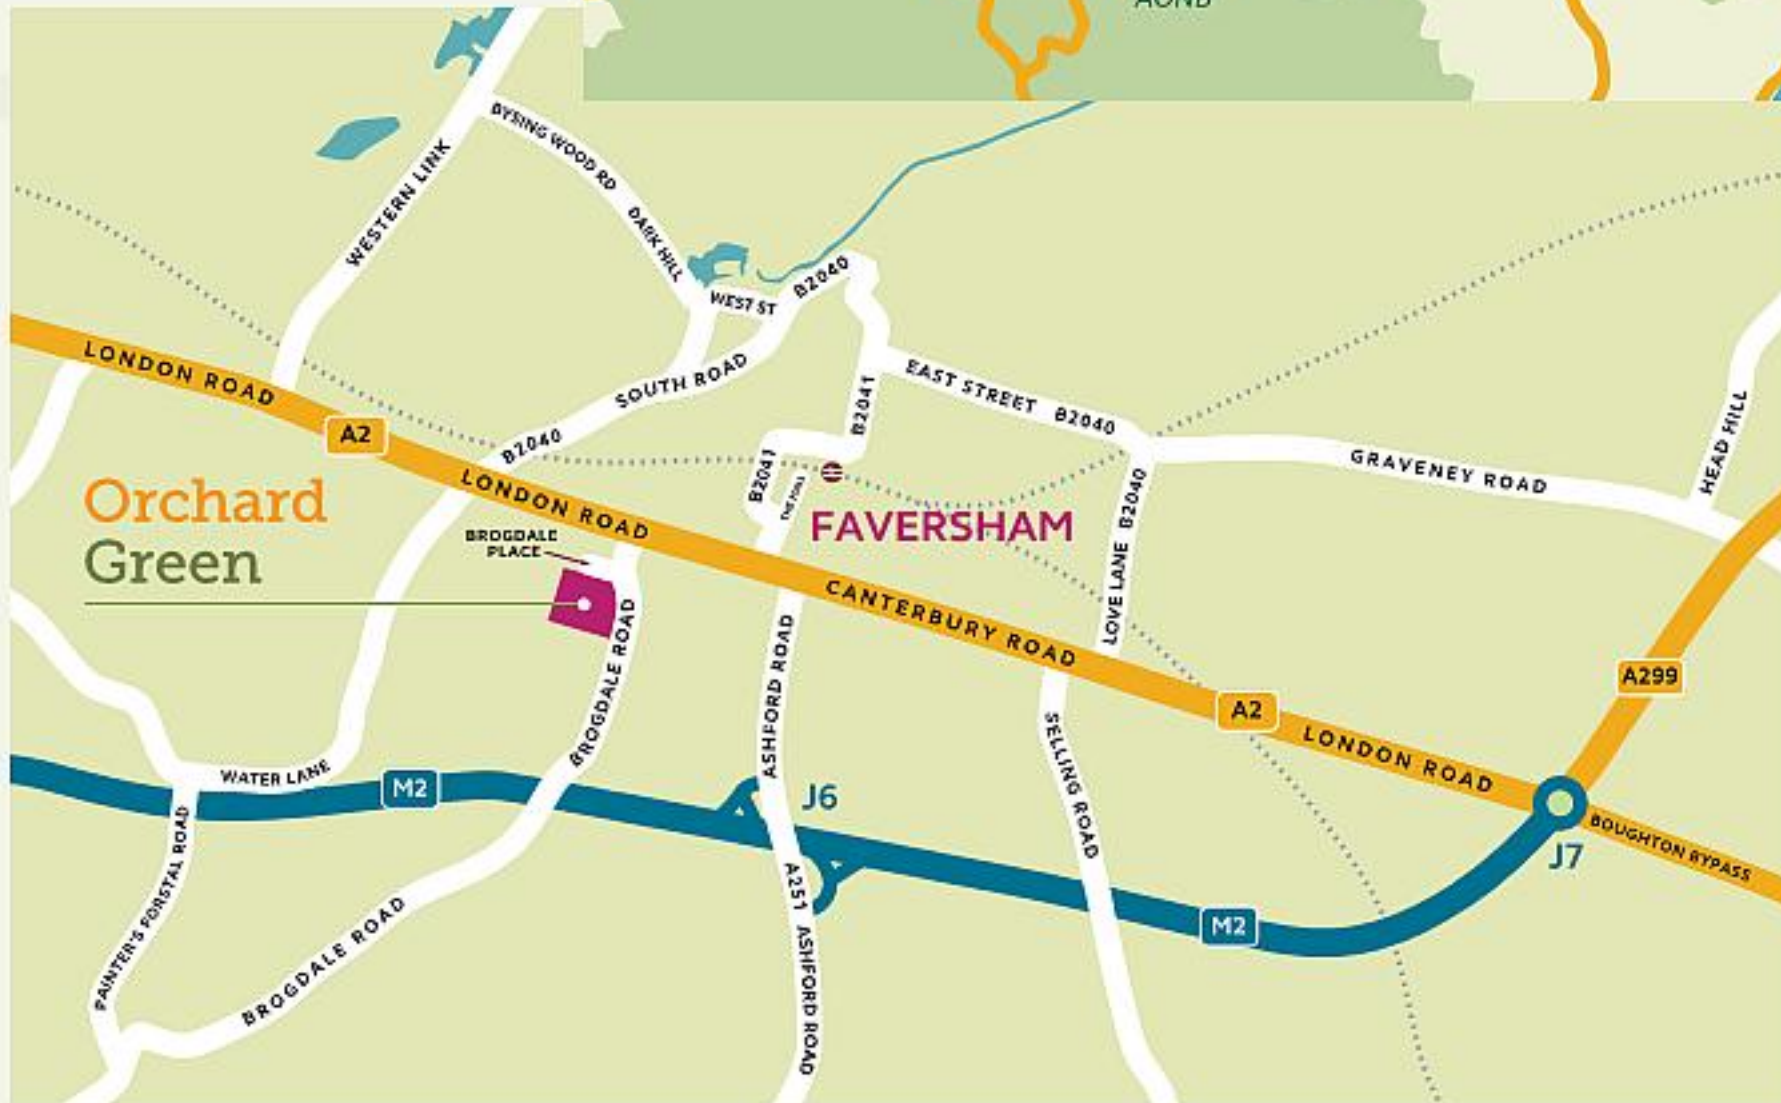 AONB
BYSING WOOD RD
WESTERN LINK
DARK HILL
WEST ST
B2040
LONDON ROAD
SOUTH ROAD
EAST STREET B2040
B2041
HEAD HILL
A2
B2040
GRAVENEY ROAD
B2041
THE MALL
LONDON ROAD
Orchard
Green
BROGDALE
PLACE
FAVERSHAM
LOVE LANE B2040
CANTERBURY ROAD
BROGDALE ROAD
ASHFORD ROAD
A299
A2
LONDON ROAD
SELLING ROAD
WATER LANE
M2
J6
BOUGHTON BYPASS
J7
PAINTER'S FORSTAL ROAD
A251 ASHFORD ROAD
M2
BROGDALE ROAD